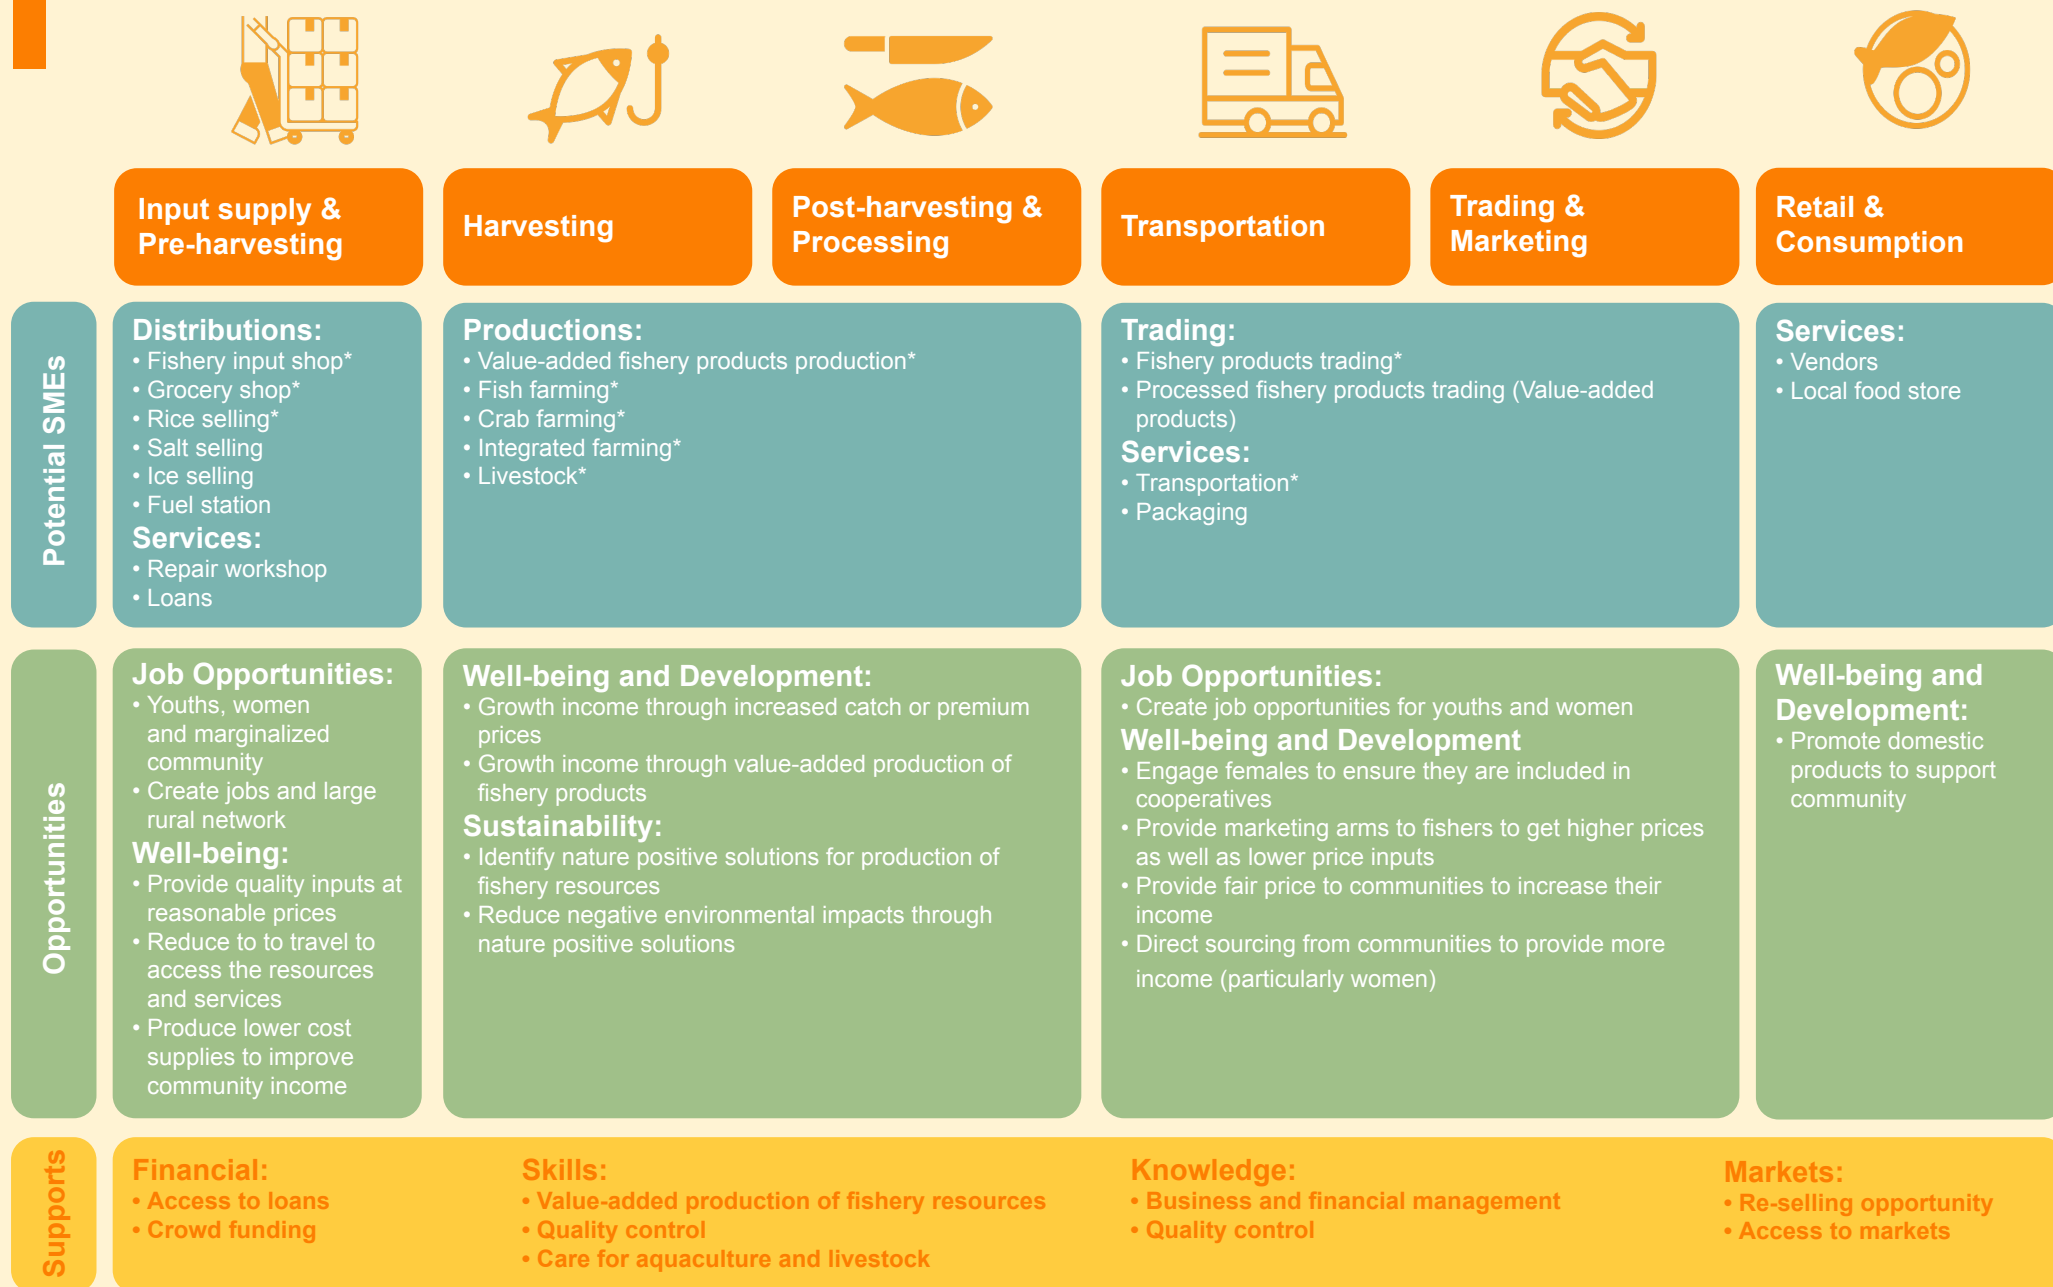 Input supply &
Pre-harvesting
Harvesting
Post-harvesting &
Processing
Transportation
Trading &
Marketing
Retail &
Consumption
Potential SMEs
Distributions:
• Fishery input shop*
• Grocery shop*
• Rice selling*
• Salt selling
• Ice selling
• Fuel station
Services:
• Repair workshop
• Loans
Productions:
• Value-added fishery products production*
• Fish farming*
• Crab farming*
• Integrated farming*
• Livestock*
Trading:
• Fishery products trading*
• Processed fishery products trading (Value-added
products)
Services:
• Transportation*
• Packaging
Services:
• Vendors
• Local food store
Opportunities
Job Opportunities:
• Youths, women
and marginalized
community
• Create jobs and large
rural network
Well-being:
• Provide quality inputs at
reasonable prices
• Reduce to to travel to
access the resources
and services
• Produce lower cost
supplies to improve
community income
Well-being and Development:
• Growth income through increased catch or premium
prices
• Growth income through value-added production of
fishery products
Sustainability:
• Identify nature positive solutions for production of
fishery resources
• Reduce negative environmental impacts through
nature positive solutions
Job Opportunities:
• Create job opportunities for youths and women
Well-being and Development
• Engage females to ensure they are included in
cooperatives
• Provide marketing arms to fishers to get higher prices
as well as lower price inputs
• Provide fair price to communities to increase their
income
• Direct sourcing from communities to provide more
income (particularly women)
Well-being and
Development:
• Promote domestic
products to support
community
Supports
Financial:
• Access to loans
• Crowd funding
Skills:
• Value-added production of fishery resources
• Quality control
• Care for aquaculture and livestock
Knowledge:
• Business and financial management
• Quality control
Markets:
• Re-selling opportunity
• Access to markets